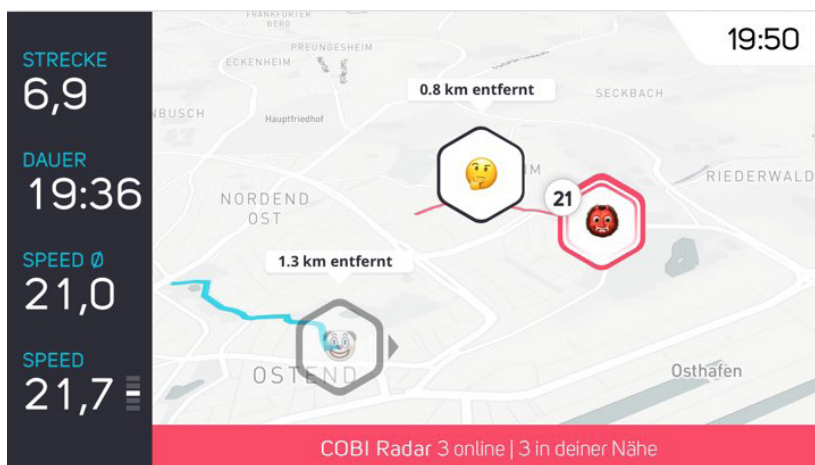 STRECKE
6,9
DAUER
19:36
SPEED Ø
21,0
SPEED
21,7
19:50
FRANKFURTER
BERG
PREUNGESHEIM
ECKENHEIM
NBUSCH
Hauptfriedhof
0.8 km entfernt
SECKBACH
UM
RIEDERWALD
21
NORDEND
OST
1.3 km entfernt
OSTEND
Osthafen
COBI Radar 3 online | 3 in deiner Nähe